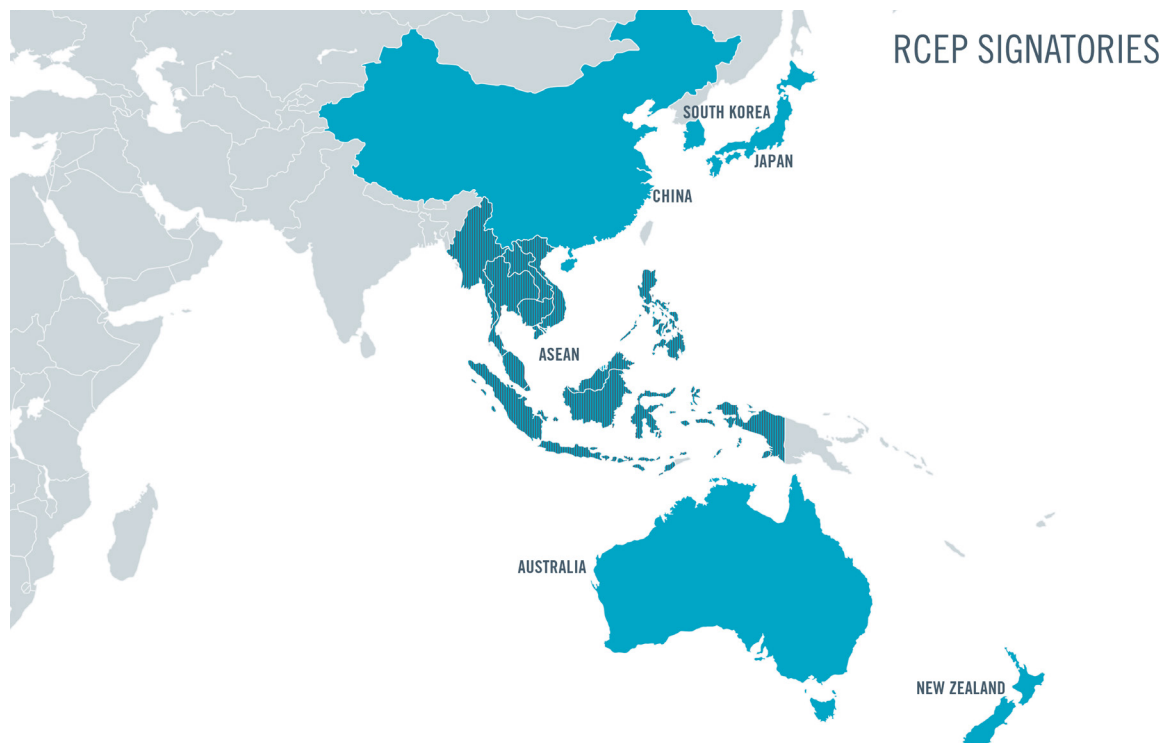 RCEP SIGNATORIES
SOUTH KOREA
JAPAN
CHINA
ASEAN
AUSTRALIA
NEW ZEALAND